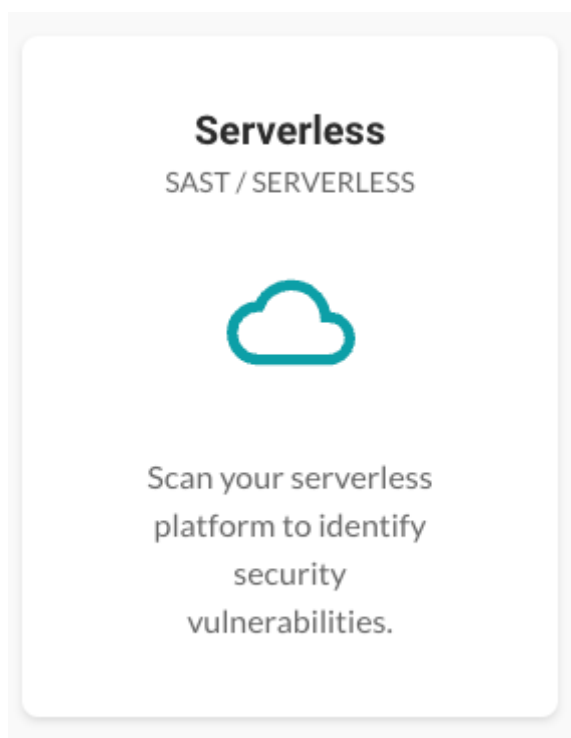 Serverless
SAST / SERVERLESS
Scan your serverless
platform to identify
security
vulnerabilities.